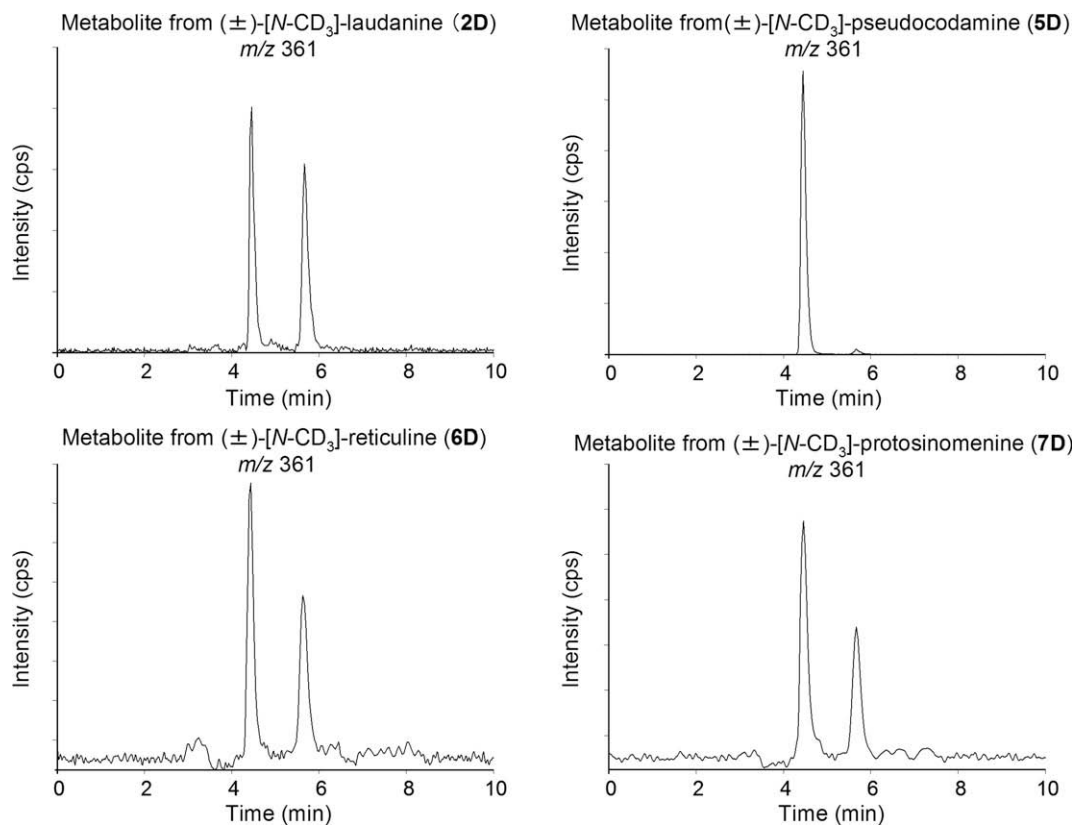 Metabolite from (±)-[N-CD3]-laudanine (2D)
m/z 361
Intensity (cps)
0 2 4 6 8 10
Time (min)
Metabolite from(±)-[N-CD3]-pseudocodamine (5D)
m/z 361
Intensity (cps)
0 2 4 6 8 10
Time (min)
Metabolite from (±)-[N-CD3]-reticuline (6D)
m/z 361
Intensity (cps)
0 2 4 6 8 10
Time (min)
Metabolite from (±)-[N-CD3]-protosinomenine (7D)
m/z 361
Intensity (cps)
0 2 4 6 8 10
Time (min)